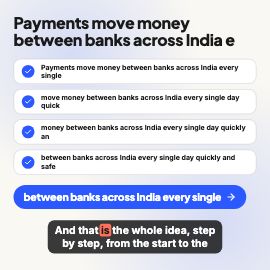 Payments move money
between banks across India e
Payments move money between banks across India every
single
move money between banks across India every single day
quick
money between banks across India every single day quickly
an
between banks across India every single day quickly and
safe
between banks across India every single →
And that is the whole idea, step
by step, from the start to the